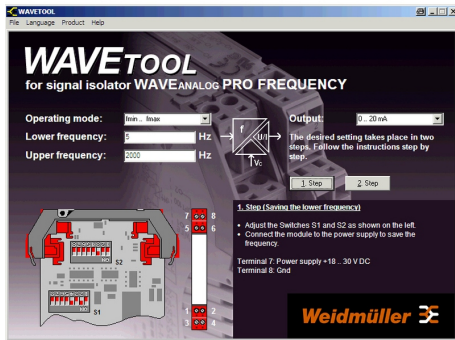 WAVETOOL
File Language Product Help
WAVETOOL
for signal isolator WAVEANALOG PRO FREQUENCY
Operating mode: fmin .. fmax
Output: 0 .. 20 mA
Lower frequency: 5 Hz
Upper frequency: 2000 Hz
f
U/I
Vc
The desired setting takes place in two
steps. Follow the instructions step by
step.
1. Step 2. Step
1. Step (Saving the lower frequency)
• Adjust the Switches S1 and S2 as shown on the left.
• Connect the module to the power supply to save the
frequency.
Terminal 7: Power supply +18 .. 30 V DC
Terminal 8: Gnd
7 8
5 6
S2
S1
1 2
3 4
Weidmüller